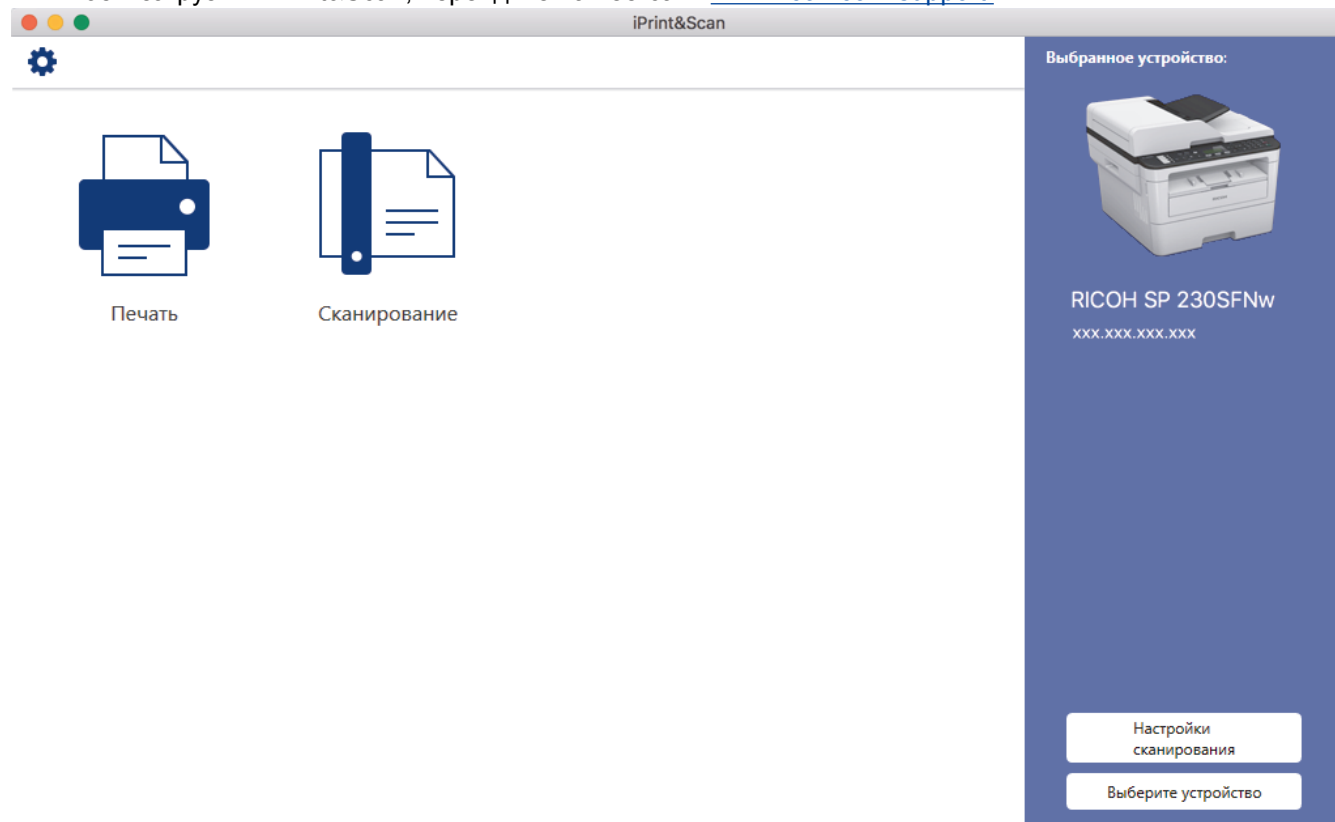 iPrint&Scan
Выбранное устройство:
Печать
Сканирование
RICOH SP 230SFNw
xxx.xxx.xxx.xxx
Настройки
сканирования
Выберите устройство